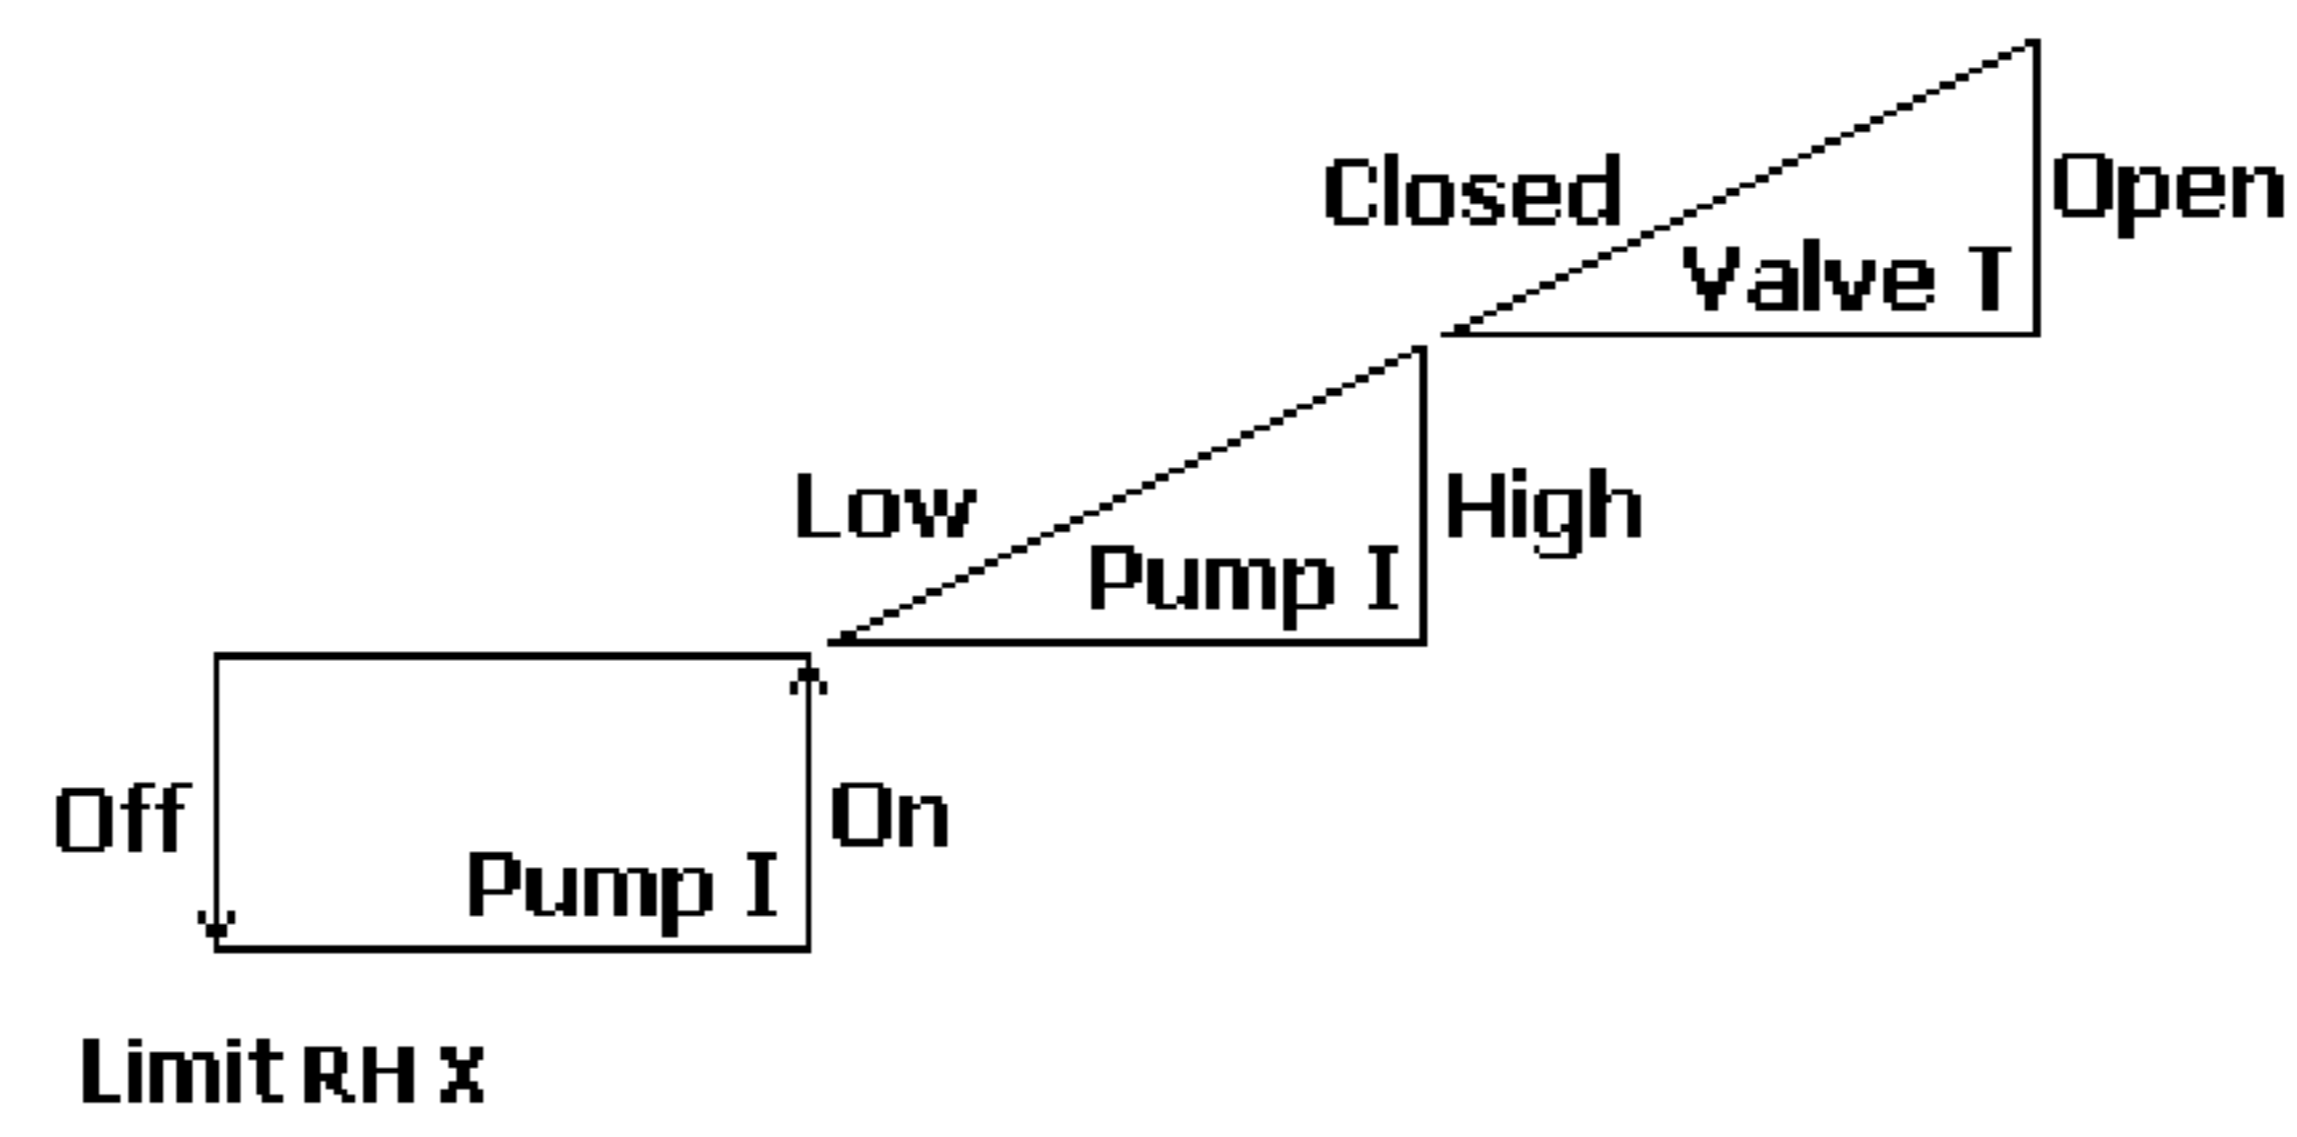 Closed
Open
Valve T
Low
High
Pump I
Off
On
Pump I
Limit RH X